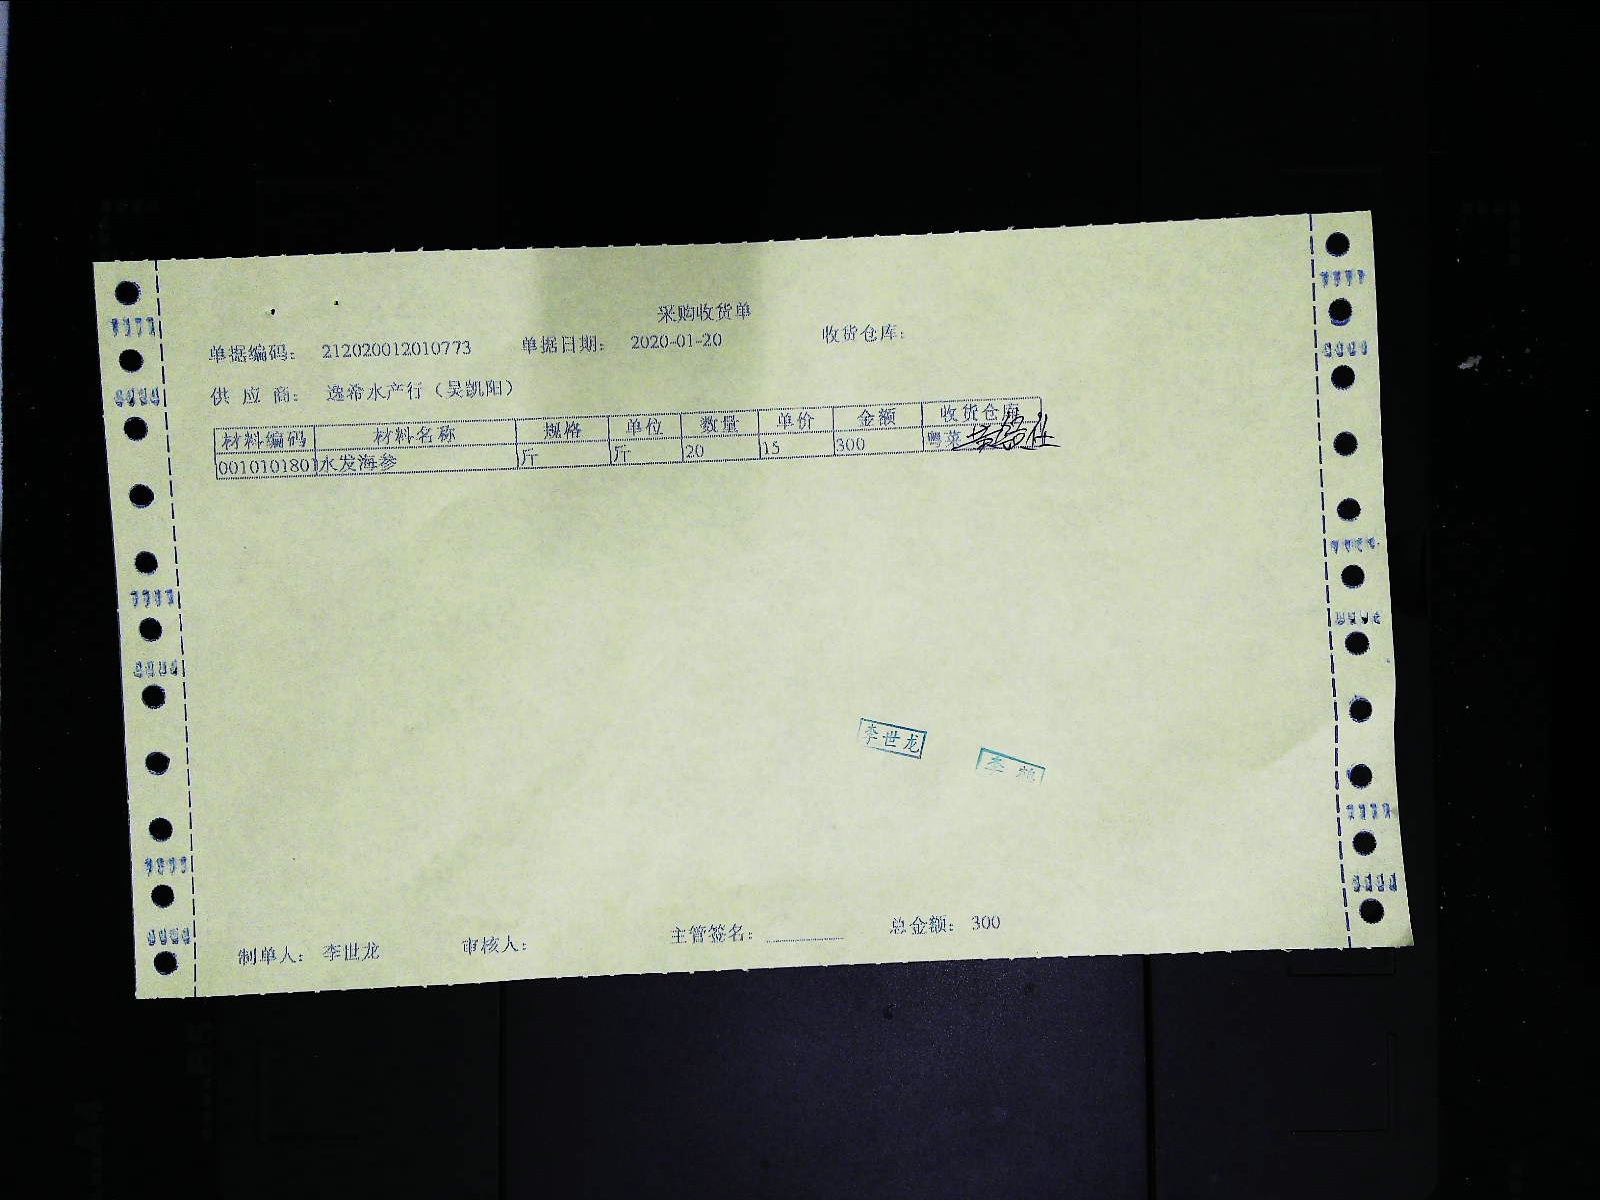 采购收货单
单据编码: 212020012010773 单据日期: 2020-01-20 收货仓库:
供 应 商: 逸希水产行（吴凯阳）
材料编码 材料名称 规格 单位 数量 单价 金额 收货仓库
0010101801 水发海参 斤 斤 20 15 300 粤菜
李世龙
制单人: 李世龙 审核人: 主管签名: 总金额: 300